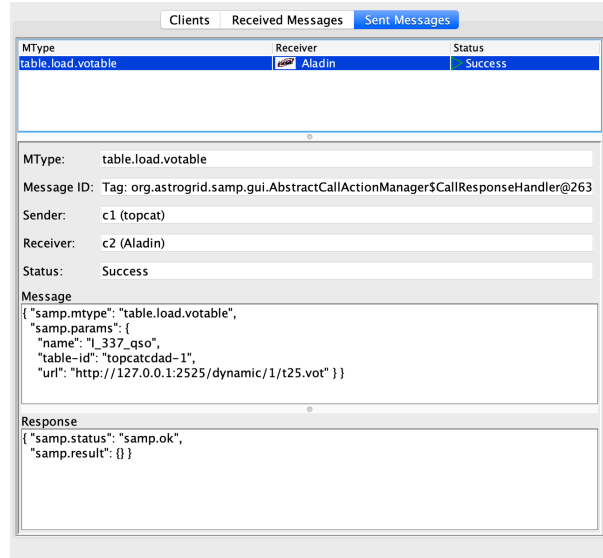 Clients Received Messages Sent Messages
MType Receiver Status
table.load.votable Aladin Success
MType: table.load.votable
Message ID: Tag: org.astrogrid.samp.gui.AbstractCallActionManager$CallResponseHandler@263
Sender: c1 (topcat)
Receiver: c2 (Aladin)
Status: Success
Message
{ "samp.mtype": "table.load.votable",
"samp.params": {
"name": "I_337_qso",
"table-id": "topcatcdad-1",
"url": "http://127.0.0.1:2525/dynamic/1/t25.vot" } }
Response
{ "samp.status": "samp.ok",
"samp.result": {} }